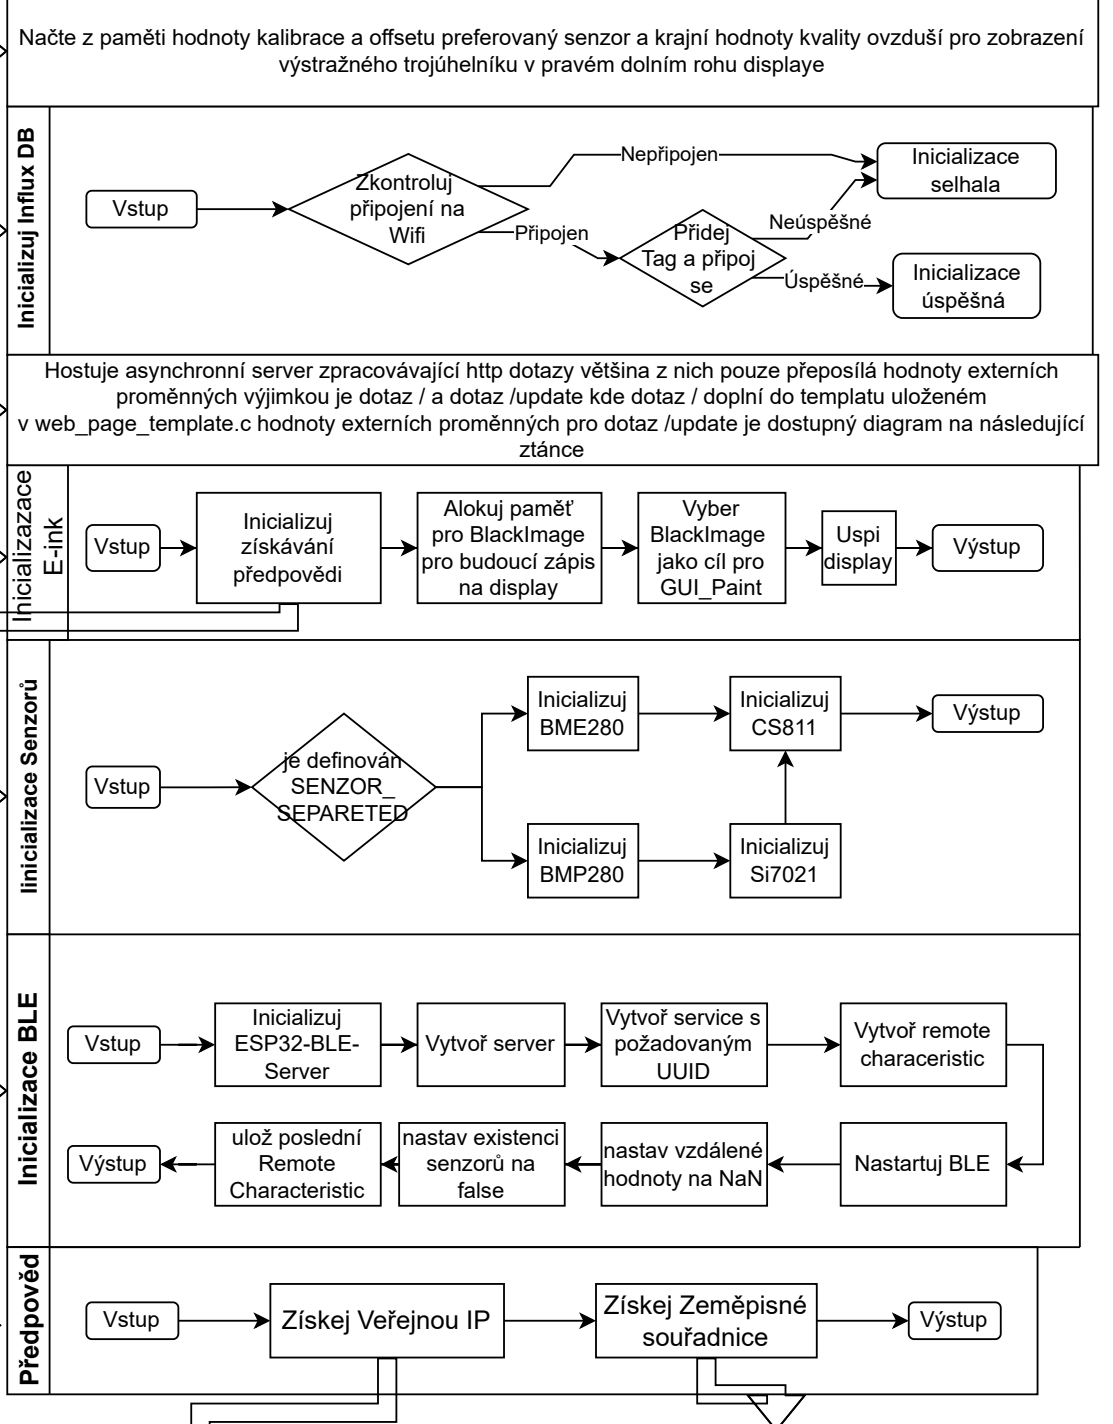 Načte z paměti hodnoty kalibrace a offsetu preferovaný senzor a krajní hodnoty kvality ovzduší pro zobrazení
výstražného trojúhelníku v pravém dolním rohu displaye
Inicializuj Influx DB
Vstup
Zkontroluj
připojení na
Wifi
Nepřipojen
Připojen
Přidej
Tag a připoj
se
Neúspěšné
Úspěšné
Inicializace
selhala
Inicializace
úspěšná
Hostuje asynchronní server zpracovávající http dotazy většina z nich pouze přeposílá hodnoty externích
proměnných výjimkou je dotaz / a dotaz /update kde dotaz / doplní do templatu uloženém
v web_page_template.c hodnoty externích proměnných pro dotaz /update je dostupný diagram na následující
ztánce
Inicializazace
E-ink
Vstup
Inicializuj
získávání
předpovědi
Alokuj paměť
pro BlackImage
pro budoucí zápis
na display
Vyber
BlackImage
jako cíl pro
GUI_Paint
Uspi
display
Výstup
Iinicializace Senzorů
Vstup
je definován
SENZOR_
SEPARETED
Inicializuj
BME280
Inicializuj
CS811
Výstup
Inicializuj
BMP280
Inicializuj
Si7021
Inicializace BLE
Vstup
Inicializuj
ESP32-BLE-
Server
Vytvoř server
Vytvoř service s
požadovaným
UUID
Vytvoř remote
characeristic
Nastartuj BLE
nastav vzdálené
hodnoty na NaN
nastav existenci
senzorů na
false
ulož poslední
Remote
Characteristic
Výstup
Předpověd
Vstup
Získej Veřejnou IP
Získej Zeměpisné
souřadnice
Výstup